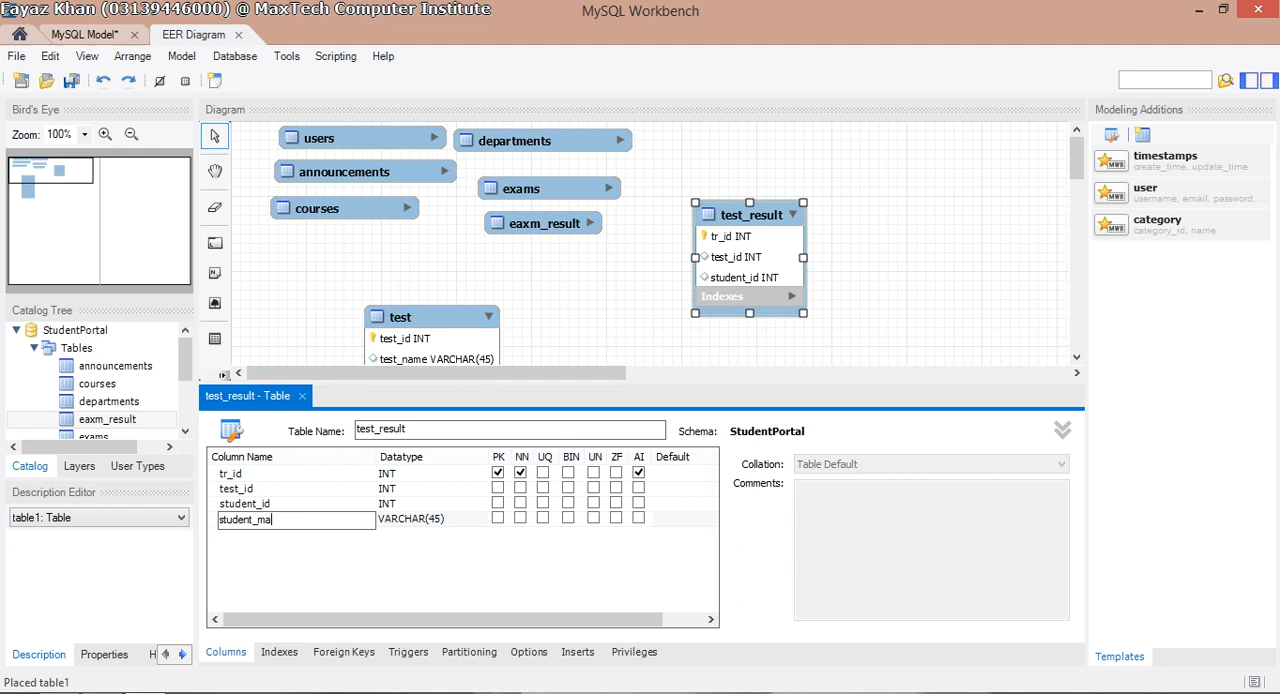 Fayaz Khan (03139446000) @ MaxTech Computer Institute
MySQL Workbench
MySQL Model* ×
EER Diagram ×
File Edit View Arrange Model Database Tools Scripting Help
Bird's Eye
Zoom: 100%
Diagram
Modeling Additions
users
departments
announcements
exams
courses
eaxm_result
test_result
tr_id INT
test_id INT
student_id INT
Indexes
test
test_id INT
test_name VARCHAR(45)
timestamps
create_time, update_time
user
username, email, password, ...
category
category_id, name
Catalog Tree
StudentPortal
Tables
announcements
courses
departments
eaxm_result
exams
Catalog Layers User Types
Description Editor
table1: Table
Description Properties H
test_result - Table ×
Table Name: test_result Schema: StudentPortal
Column Name Datatype PK NN UQ BIN UN ZF AI Default
tr_id INT
test_id INT
student_id INT
student_ma VARCHAR(45)
Collation: Table Default
Comments:
Columns Indexes Foreign Keys Triggers Partitioning Options Inserts Privileges
Templates
Placed table1